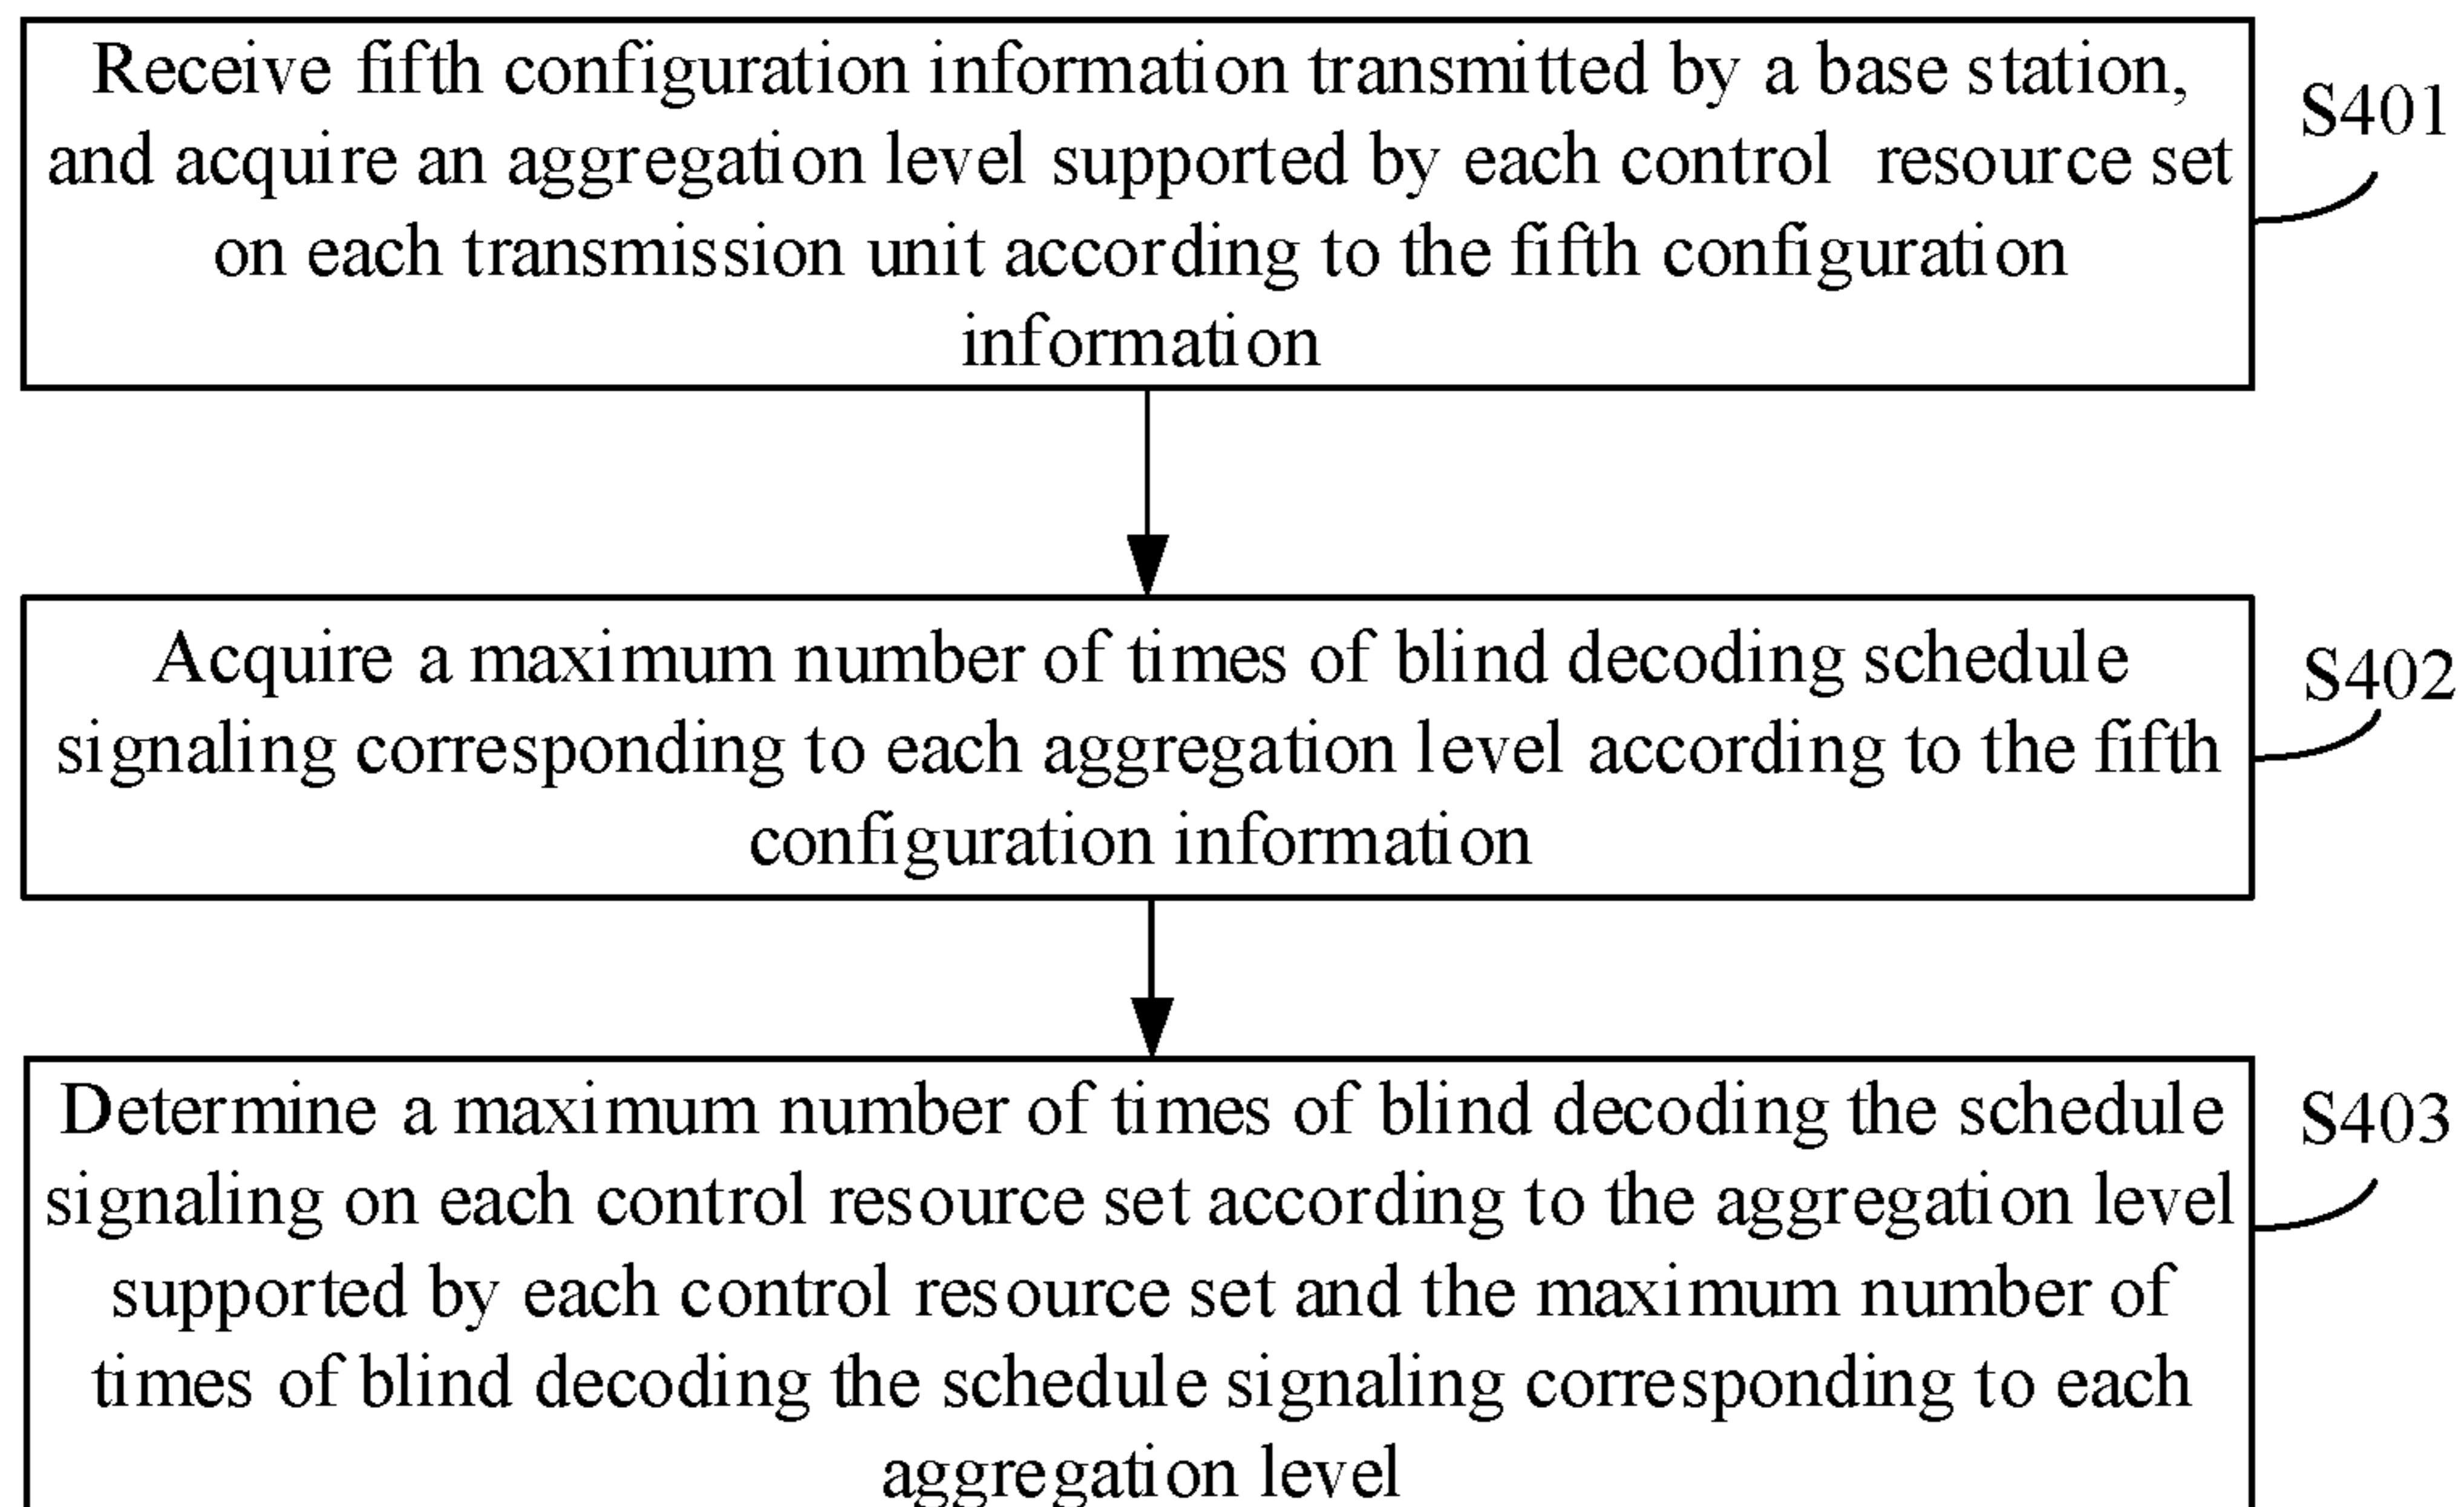 Receive fifth configuration information transmitted by a base station,
and acquire an aggregation level supported by each control resource set
on each transmission unit according to the fifth configuration
information
S401
Acquire a maximum number of times of blind decoding schedule
signaling corresponding to each aggregation level according to the fifth
configuration information
S402
Determine a maximum number of times of blind decoding the schedule
signaling on each control resource set according to the aggregation level
supported by each control resource set and the maximum number of
times of blind decoding the schedule signaling corresponding to each
aggregation level
S403